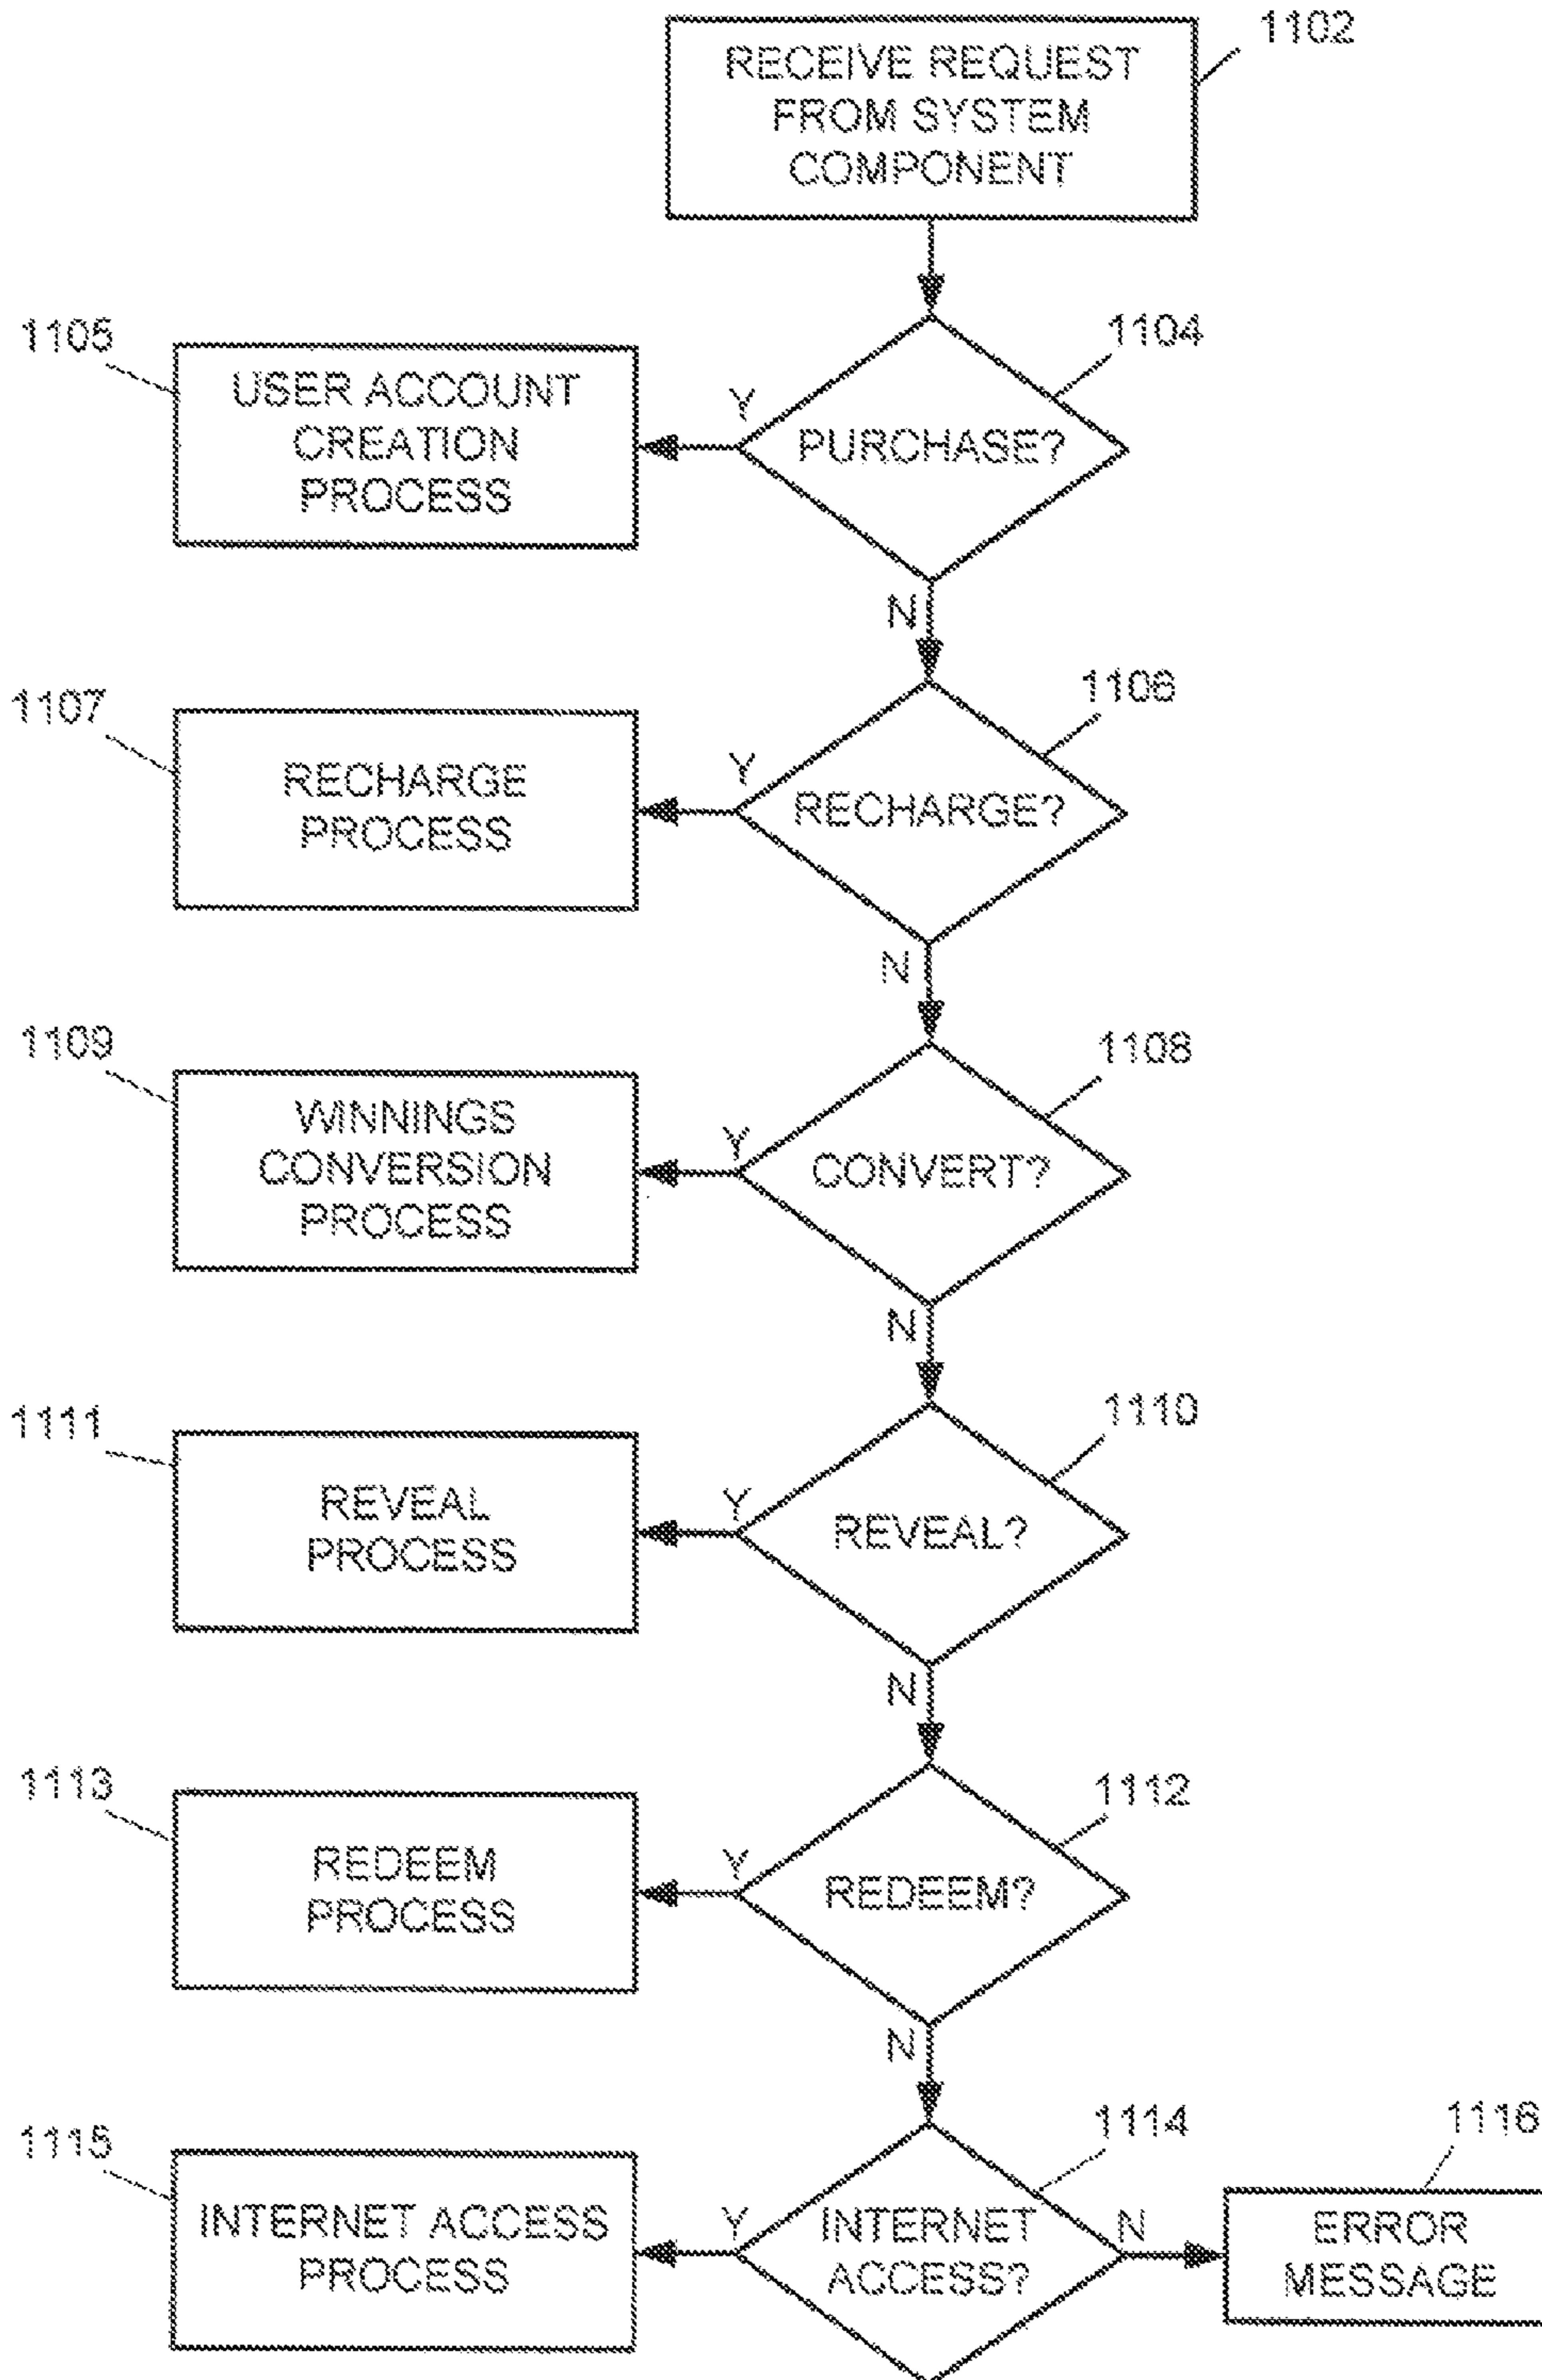 1102
RECEIVE REQUEST
FROM SYSTEM
COMPONENT
1104
PURCHASE?
Y
N
1105
USER ACCOUNT
CREATION
PROCESS
1106
RECHARGE?
Y
N
1107
RECHARGE
PROCESS
1108
CONVERT?
Y
N
1109
WINNINGS
CONVERSION
PROCESS
1110
REVEAL?
Y
N
1111
REVEAL
PROCESS
1112
REDEEM?
Y
N
1113
REDEEM
PROCESS
1114
INTERNET
ACCESS?
Y
N
1115
INTERNET ACCESS
PROCESS
1116
ERROR
MESSAGE